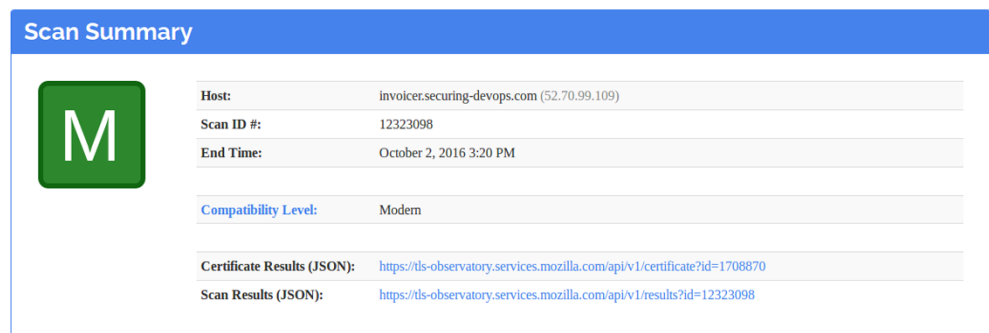 Scan Summary
M
Host: invoicer.securing-devops.com (52.70.99.109)
Scan ID #: 12323098
End Time: October 2, 2016 3:20 PM
Compatibility Level: Modern
Certificate Results (JSON): https://tls-observatory.services.mozilla.com/api/v1/certificate?id=1708870
Scan Results (JSON): https://tls-observatory.services.mozilla.com/api/v1/results?id=12323098